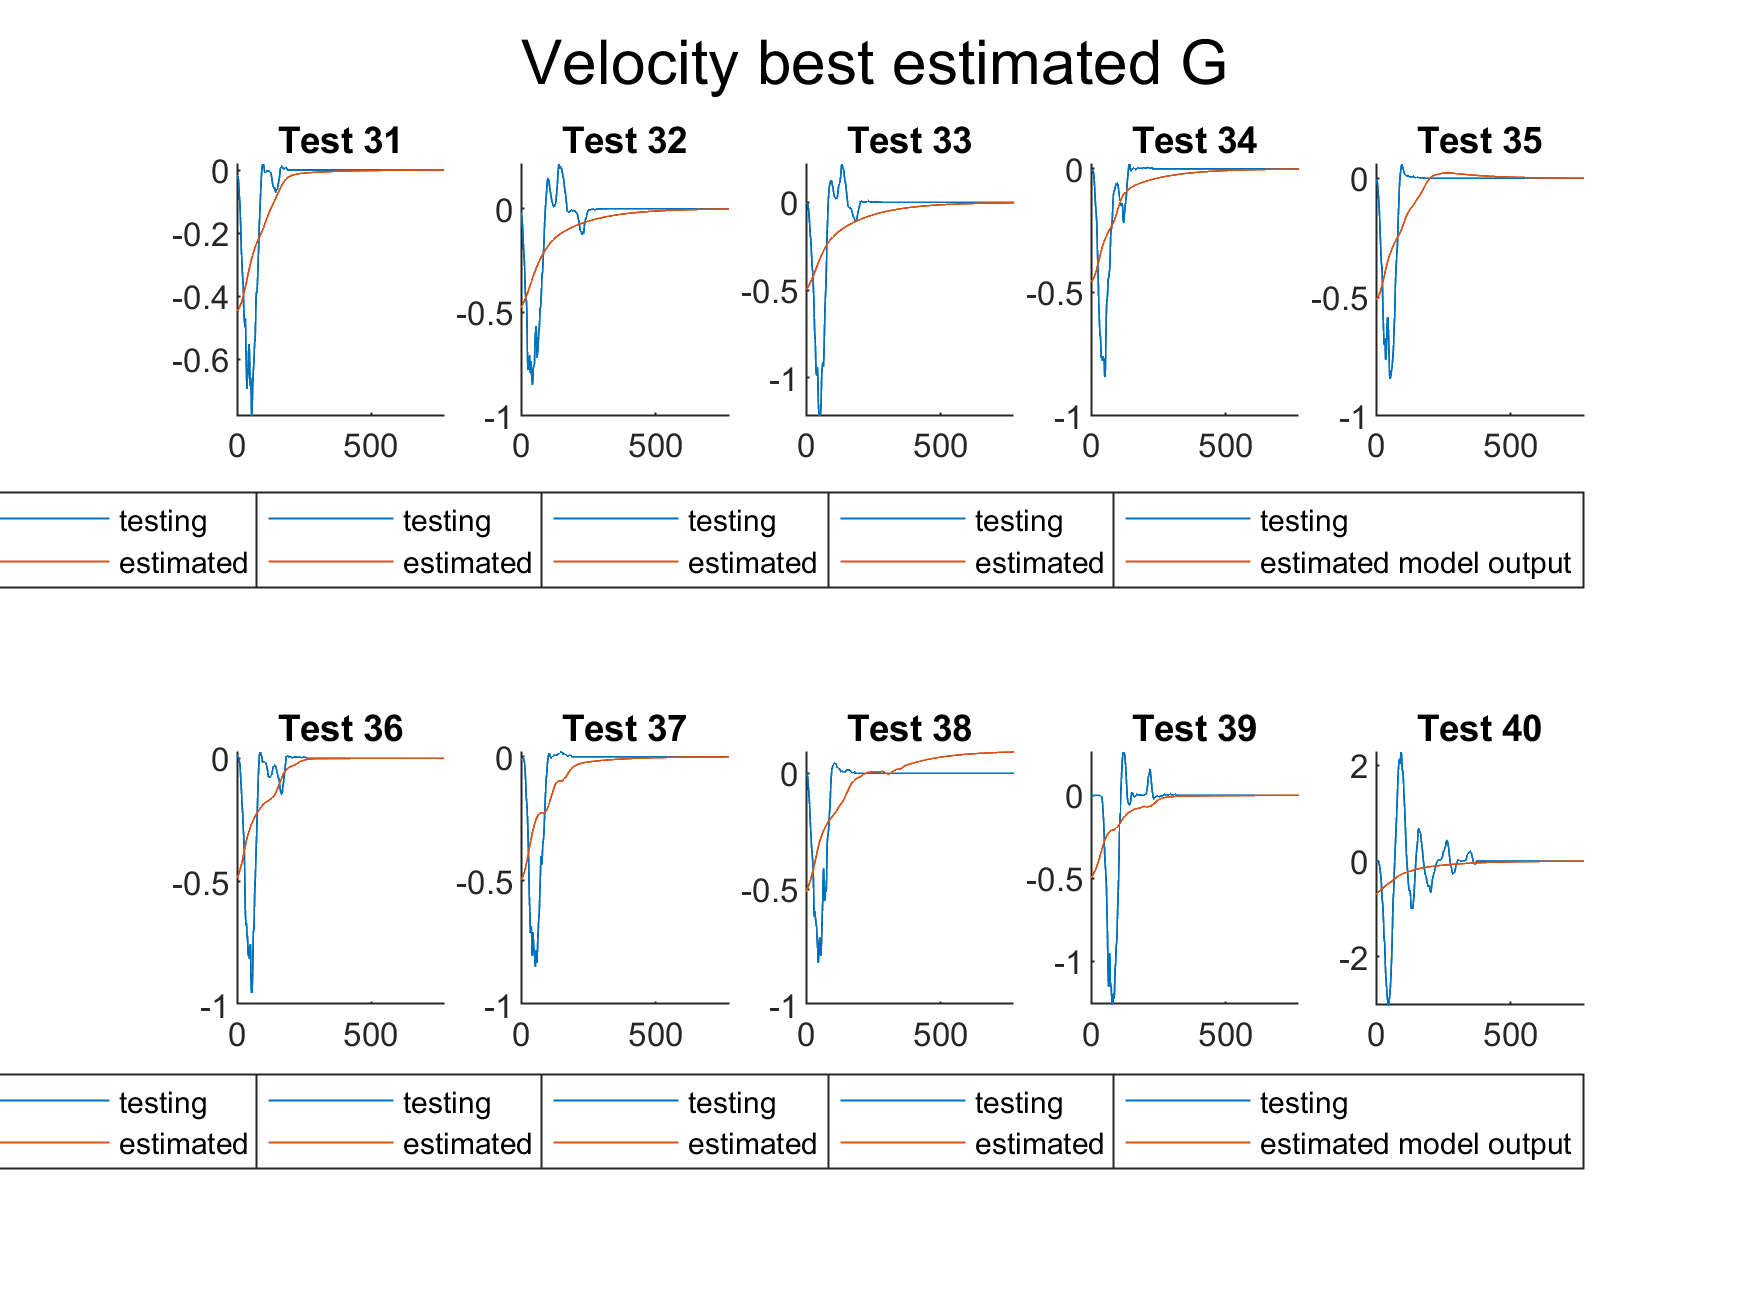 Velocity best estimated G
Test 31 Test 32 Test 33 Test 34 Test 35
0 -0.2 -0.4 -0.6 0 500
0 -0.5 -1 0 500
0 -0.5 -1 0 500
0 -0.5 -1 0 500
0 -0.5 -1 0 500
testing testing testing testing testing
estimated estimated estimated estimated estimated model output
Test 36 Test 37 Test 38 Test 39 Test 40
0 -0.5 -1 0 500
0 -0.5 -1 0 500
0 -0.5 -1 0 500
0 -0.5 -1 0 500
2 0 -2 0 500
testing testing testing testing testing
estimated estimated estimated estimated estimated model output